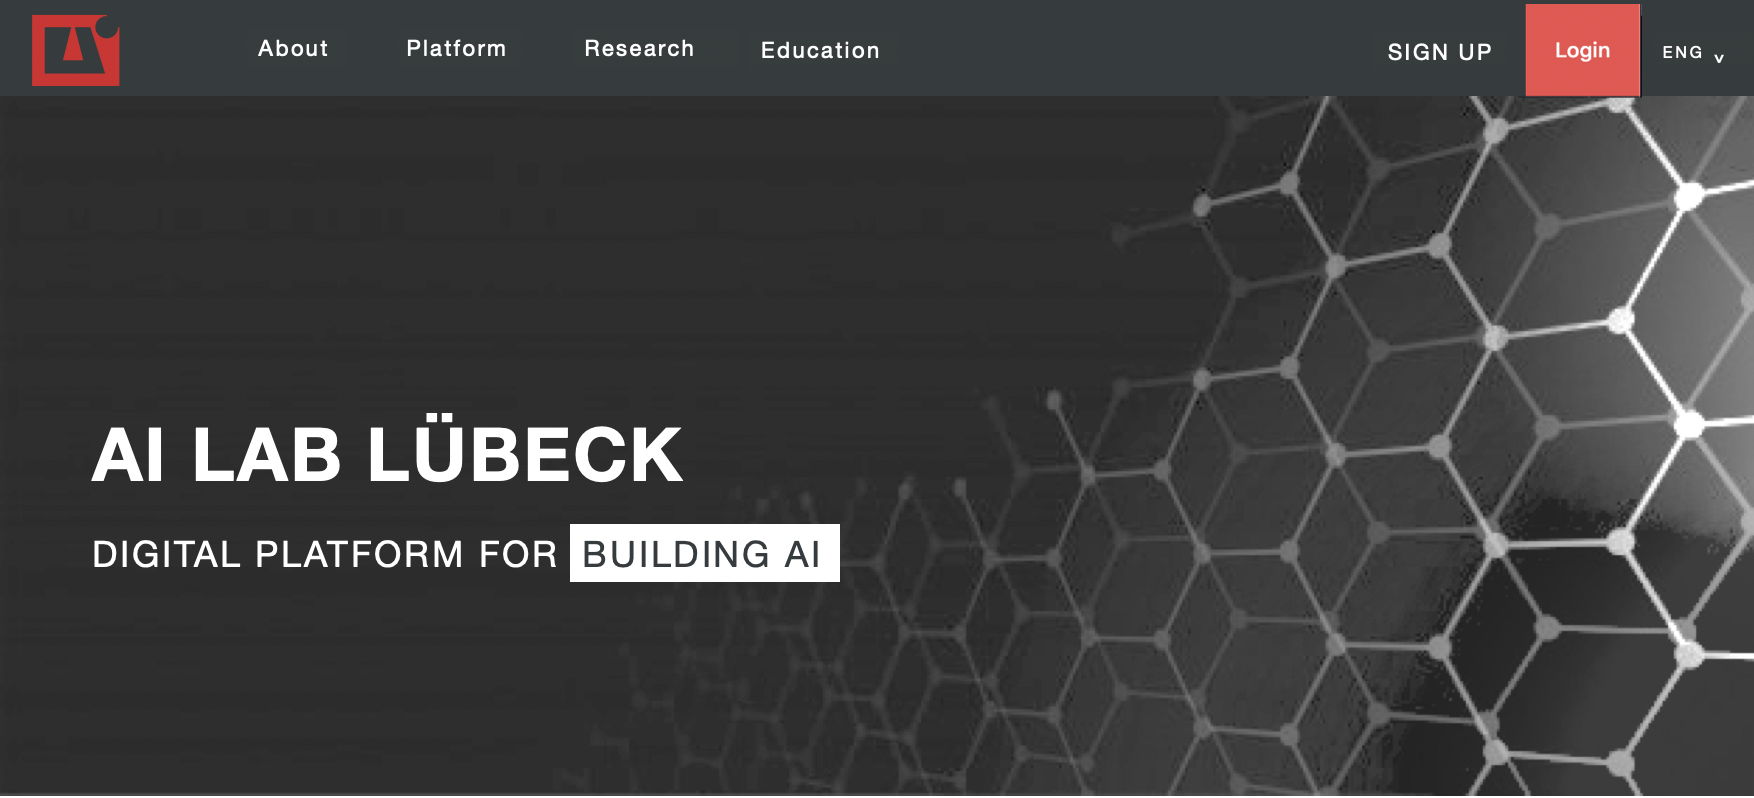 About Platform Research Education SIGN UP Login ENG v
AI LAB LÜBECK
DIGITAL PLATFORM FOR BUILDING AI